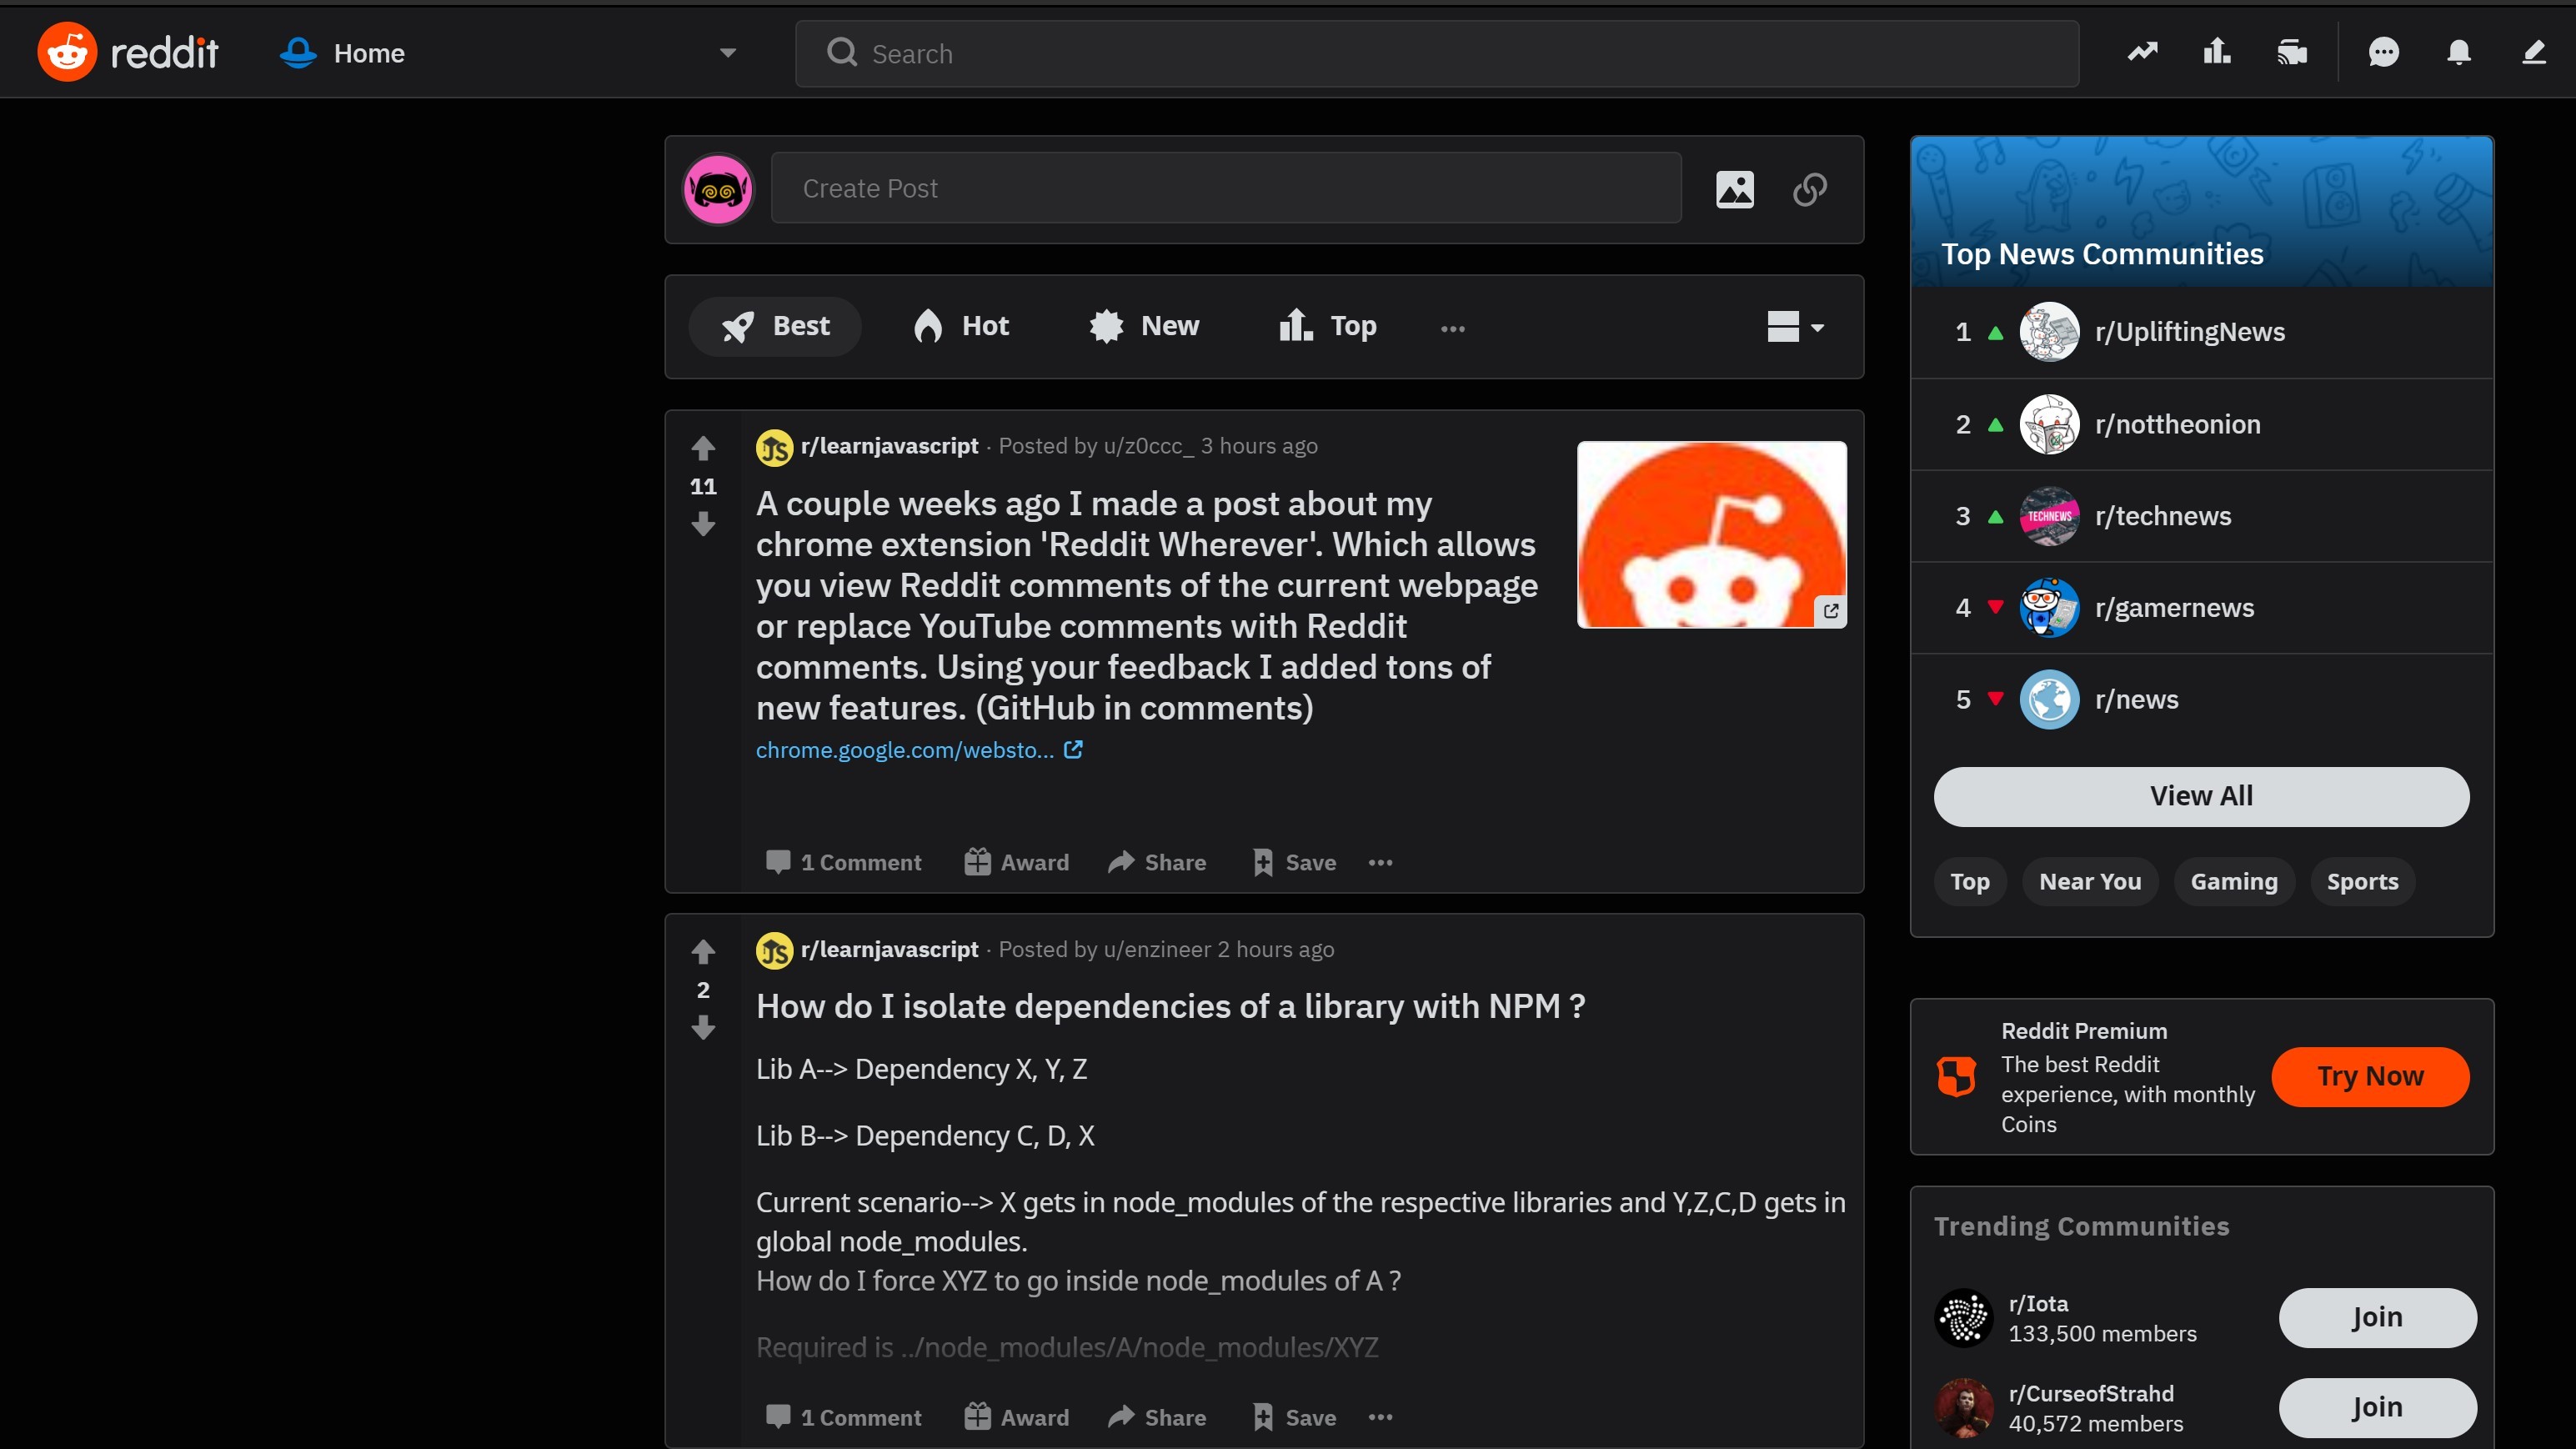 reddit
Home
Search
Create Post
Best
Hot
New
Top
r/learnjavascript · Posted by u/z0ccc_ 3 hours ago
11
A couple weeks ago I made a post about my
chrome extension 'Reddit Wherever'. Which allows
you view Reddit comments of the current webpage
or replace YouTube comments with Reddit
comments. Using your feedback I added tons of
new features. (GitHub in comments)
chrome.google.com/websto...
1 Comment
Award
Share
Save
JS
r/learnjavascript · Posted by u/enzineer 2 hours ago
2
How do I isolate dependencies of a library with NPM ?
Lib A--> Dependency X, Y, Z
Lib B--> Dependency C, D, X
Current scenario--> X gets in node_modules of the respective libraries and Y,Z,C,D gets in
global node_modules.
How do I force XYZ to go inside node_modules of A ?
Required is ../node_modules/A/node_modules/XYZ
1 Comment
Award
Share
Save
JS
Top News Communities
1 r/UpliftingNews
2 r/nottheonion
3 TECHNEWS r/technews
4 r/gamernews
5 r/news
View All
Top
Near You
Gaming
Sports
Reddit Premium
The best Reddit
experience, with monthly
Coins
Try Now
Trending Communities
r/Iota
133,500 members
Join
r/CurseofStrahd
40,572 members
Join